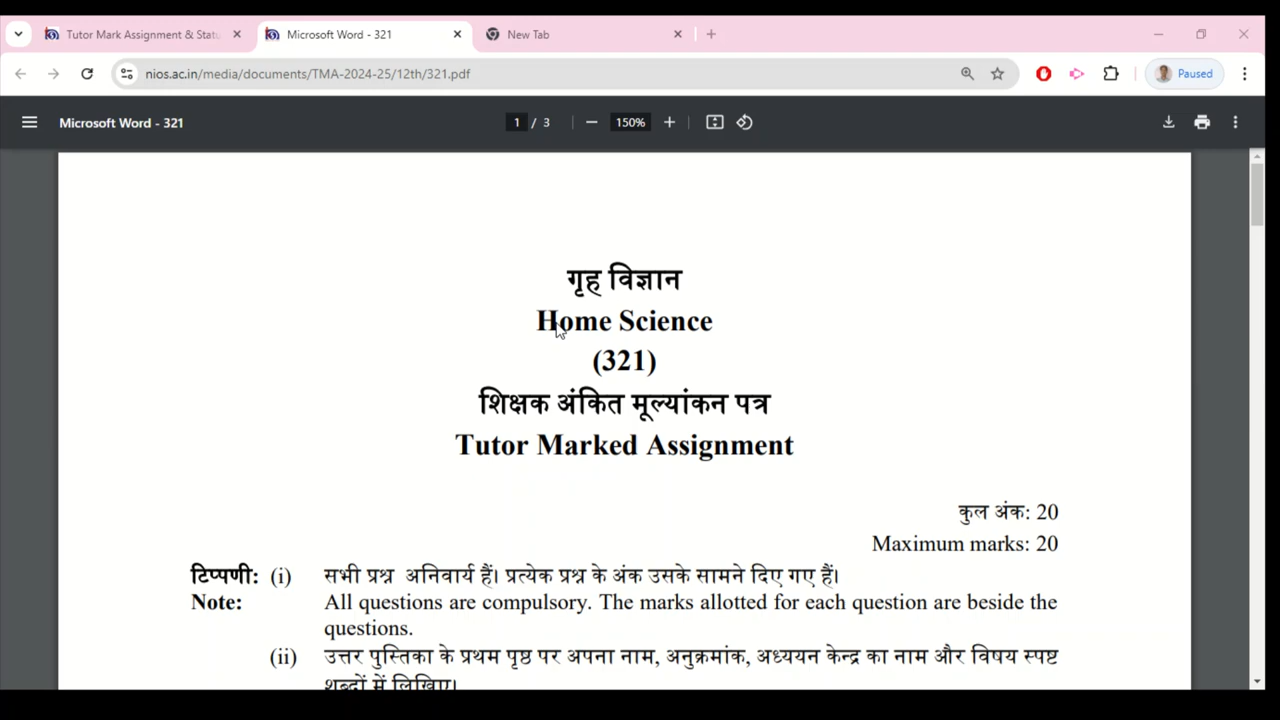 Tutor Mark Assignment & Statu
Microsoft Word - 321
New Tab
nios.ac.in/media/documents/TMA-2024-25/12th/321.pdf
Paused
Microsoft Word - 321
1 / 3
150%
गृह विज्ञान
Home Science
(321)
शिक्षक अंकित मूल्यांकन पत्र
Tutor Marked Assignment
कुल अंक: 20
Maximum marks: 20
टिप्पणी: (i) सभी प्रश्न अनिवार्य हैं। प्रत्येक प्रश्न के अंक उसके सामने दिए गए हैं।
Note: All questions are compulsory. The marks allotted for each question are beside the
questions.
(ii) उत्तर पुस्तिका के प्रथम पृष्ठ पर अपना नाम, अनुक्रमांक, अध्ययन केन्द्र का नाम और विषय स्पष्ट
शब्दों में लिखिए।